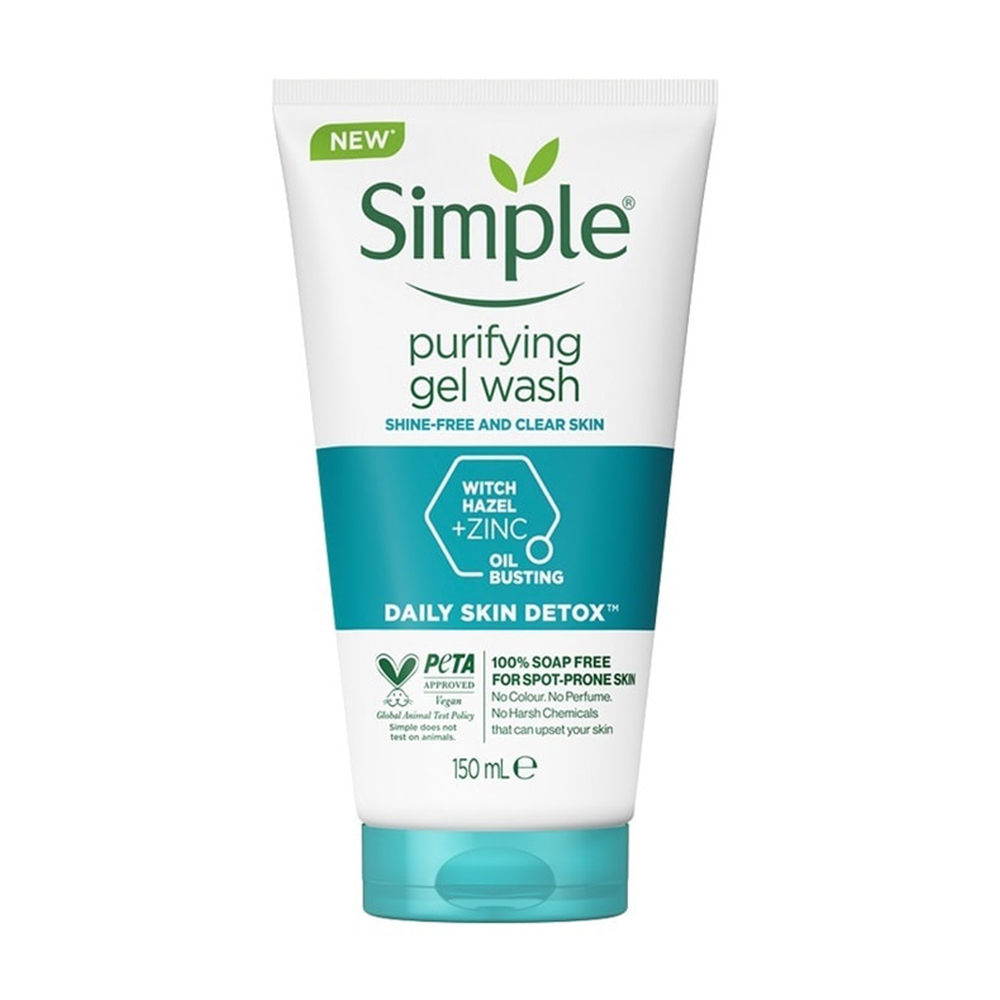 NEW*
Simple®
purifying
gel wash
SHINE-FREE AND CLEAR SKIN
WITCH
HAZEL
+ZINC
OIL
BUSTING
DAILY SKIN DETOX™
PETA
APPROVED
Vegan
Global Animal Test Policy
Simple does not
test on animals.
100% SOAP FREE
FOR SPOT-PRONE SKIN
No Colour. No Perfume.
No Harsh Chemicals
that can upset your skin
150 mL ℮